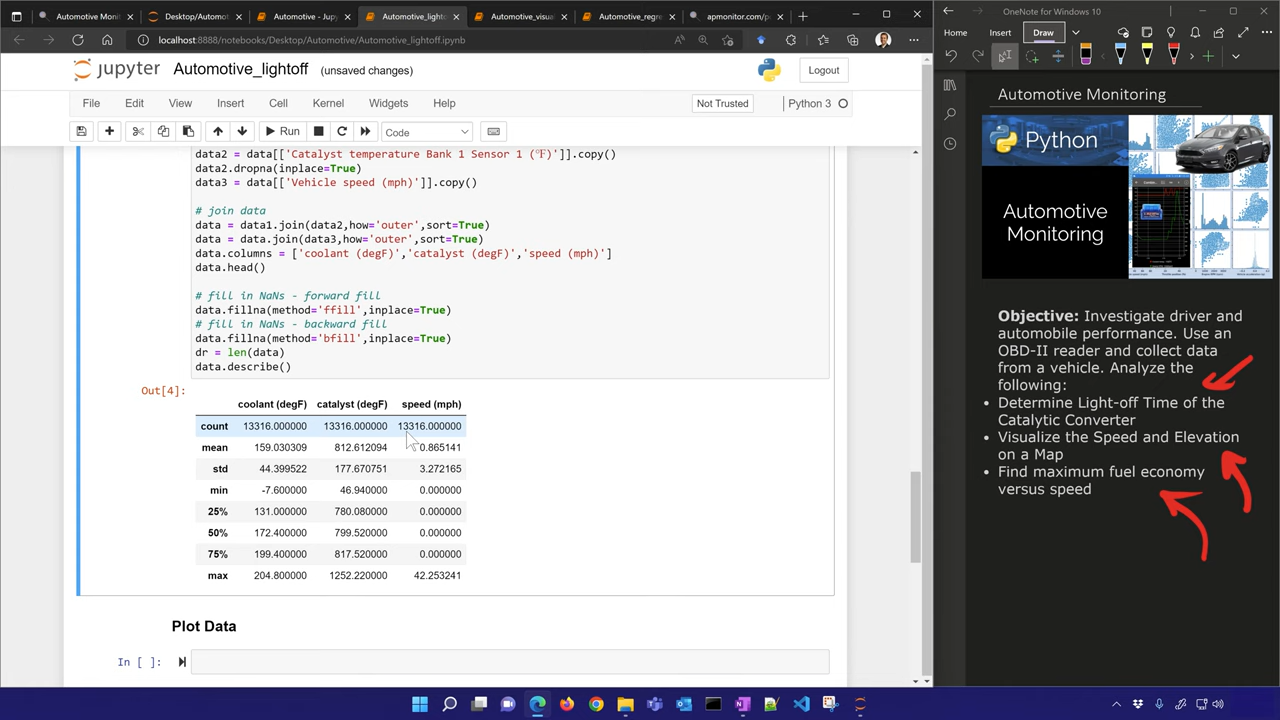 Automotive Monit
Desktop/Automot
Automotive - Jup
Automotive_lighto
Automotive_visua
Automotive_regre
apmonitor.com/p
OneNote for Windows 10
localhost:8888/notebooks/Desktop/Automotive/Automotive_lightoff.ipynb
Home
Insert
Draw
jupyter
Automotive_lightoff
(unsaved changes)
Logout
File
Edit
View
Insert
Cell
Kernel
Widgets
Help
Not Trusted
Python 3
Run
Code
data2 = data[['Catalyst temperature Bank 1 Sensor 1 (℉)']].copy()
data2.dropna(inplace=True)
data3 = data[['Vehicle speed (mph)']].copy()
# join data
data = data1.join(data2,how='outer',sort=True)
data = data.join(data3,how='outer',sort=True)
data.columns = ['coolant (degF)','catalyst (degF)','speed (mph)']
data.head()
# fill in NaNs - forward fill
data.fillna(method='ffill',inplace=True)
# fill in NaNs - backward fill
data.fillna(method='bfill',inplace=True)
dr = len(data)
data.describe()
Out[4]:
coolant (degF) catalyst (degF) speed (mph)
count 13316.000000 13316.000000 13316.000000
mean 159.030309 812.612094 0.865141
std 44.399522 177.670751 3.272165
min -7.600000 46.940000 0.000000
25% 131.000000 780.080000 0.000000
50% 172.400000 799.520000 0.000000
75% 199.400000 817.520000 0.000000
max 204.800000 1252.220000 42.253241
Plot Data
In [ ]:
Automotive Monitoring
Python
Automotive
Monitoring
Objective: Investigate driver and
automobile performance. Use an
OBD-II reader and collect data
from a vehicle. Analyze the
following:
• Determine Light-off Time of the
Catalytic Converter
• Visualize the Speed and Elevation
on a Map
• Find maximum fuel economy
versus speed